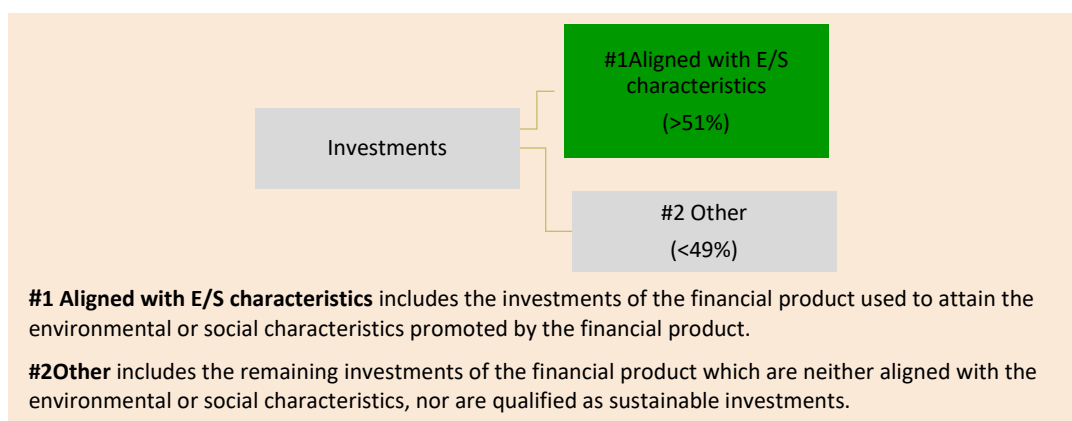 #1Aligned with E/S
characteristics
(>51%)
Investments
#2 Other
(<49%)
#1 Aligned with E/S characteristics includes the investments of the financial product used to attain the
environmental or social characteristics promoted by the financial product.
#2Other includes the remaining investments of the financial product which are neither aligned with the
environmental or social characteristics, nor are qualified as sustainable investments.